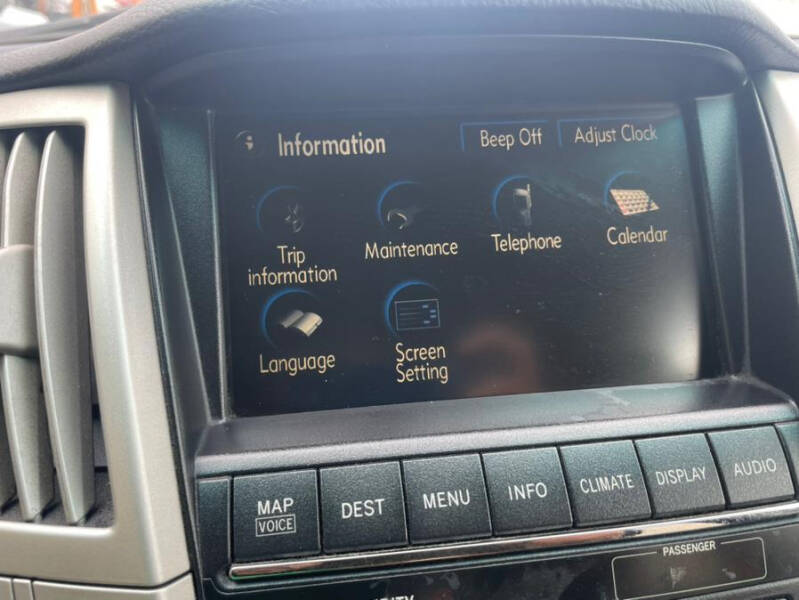 i Information Beep Off Adjust Clock
Trip information Maintenance Telephone Calendar
Language Screen Setting
MAP VOICE DEST MENU INFO CLIMATE DISPLAY AUDIO
PASSENGER